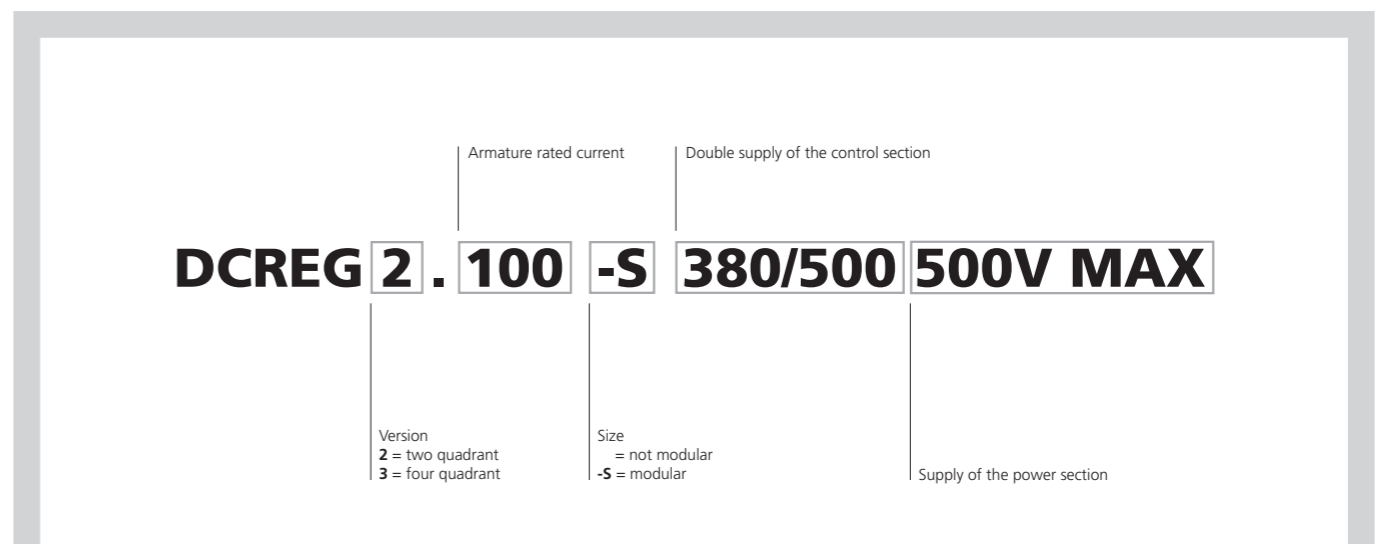 Armature rated current
Double supply of the control section
DCREG 2 . 100 -S 380/500 500V MAX
Version
2 = two quadrant
3 = four quadrant
Size
= not modular
-S = modular
Supply of the power section